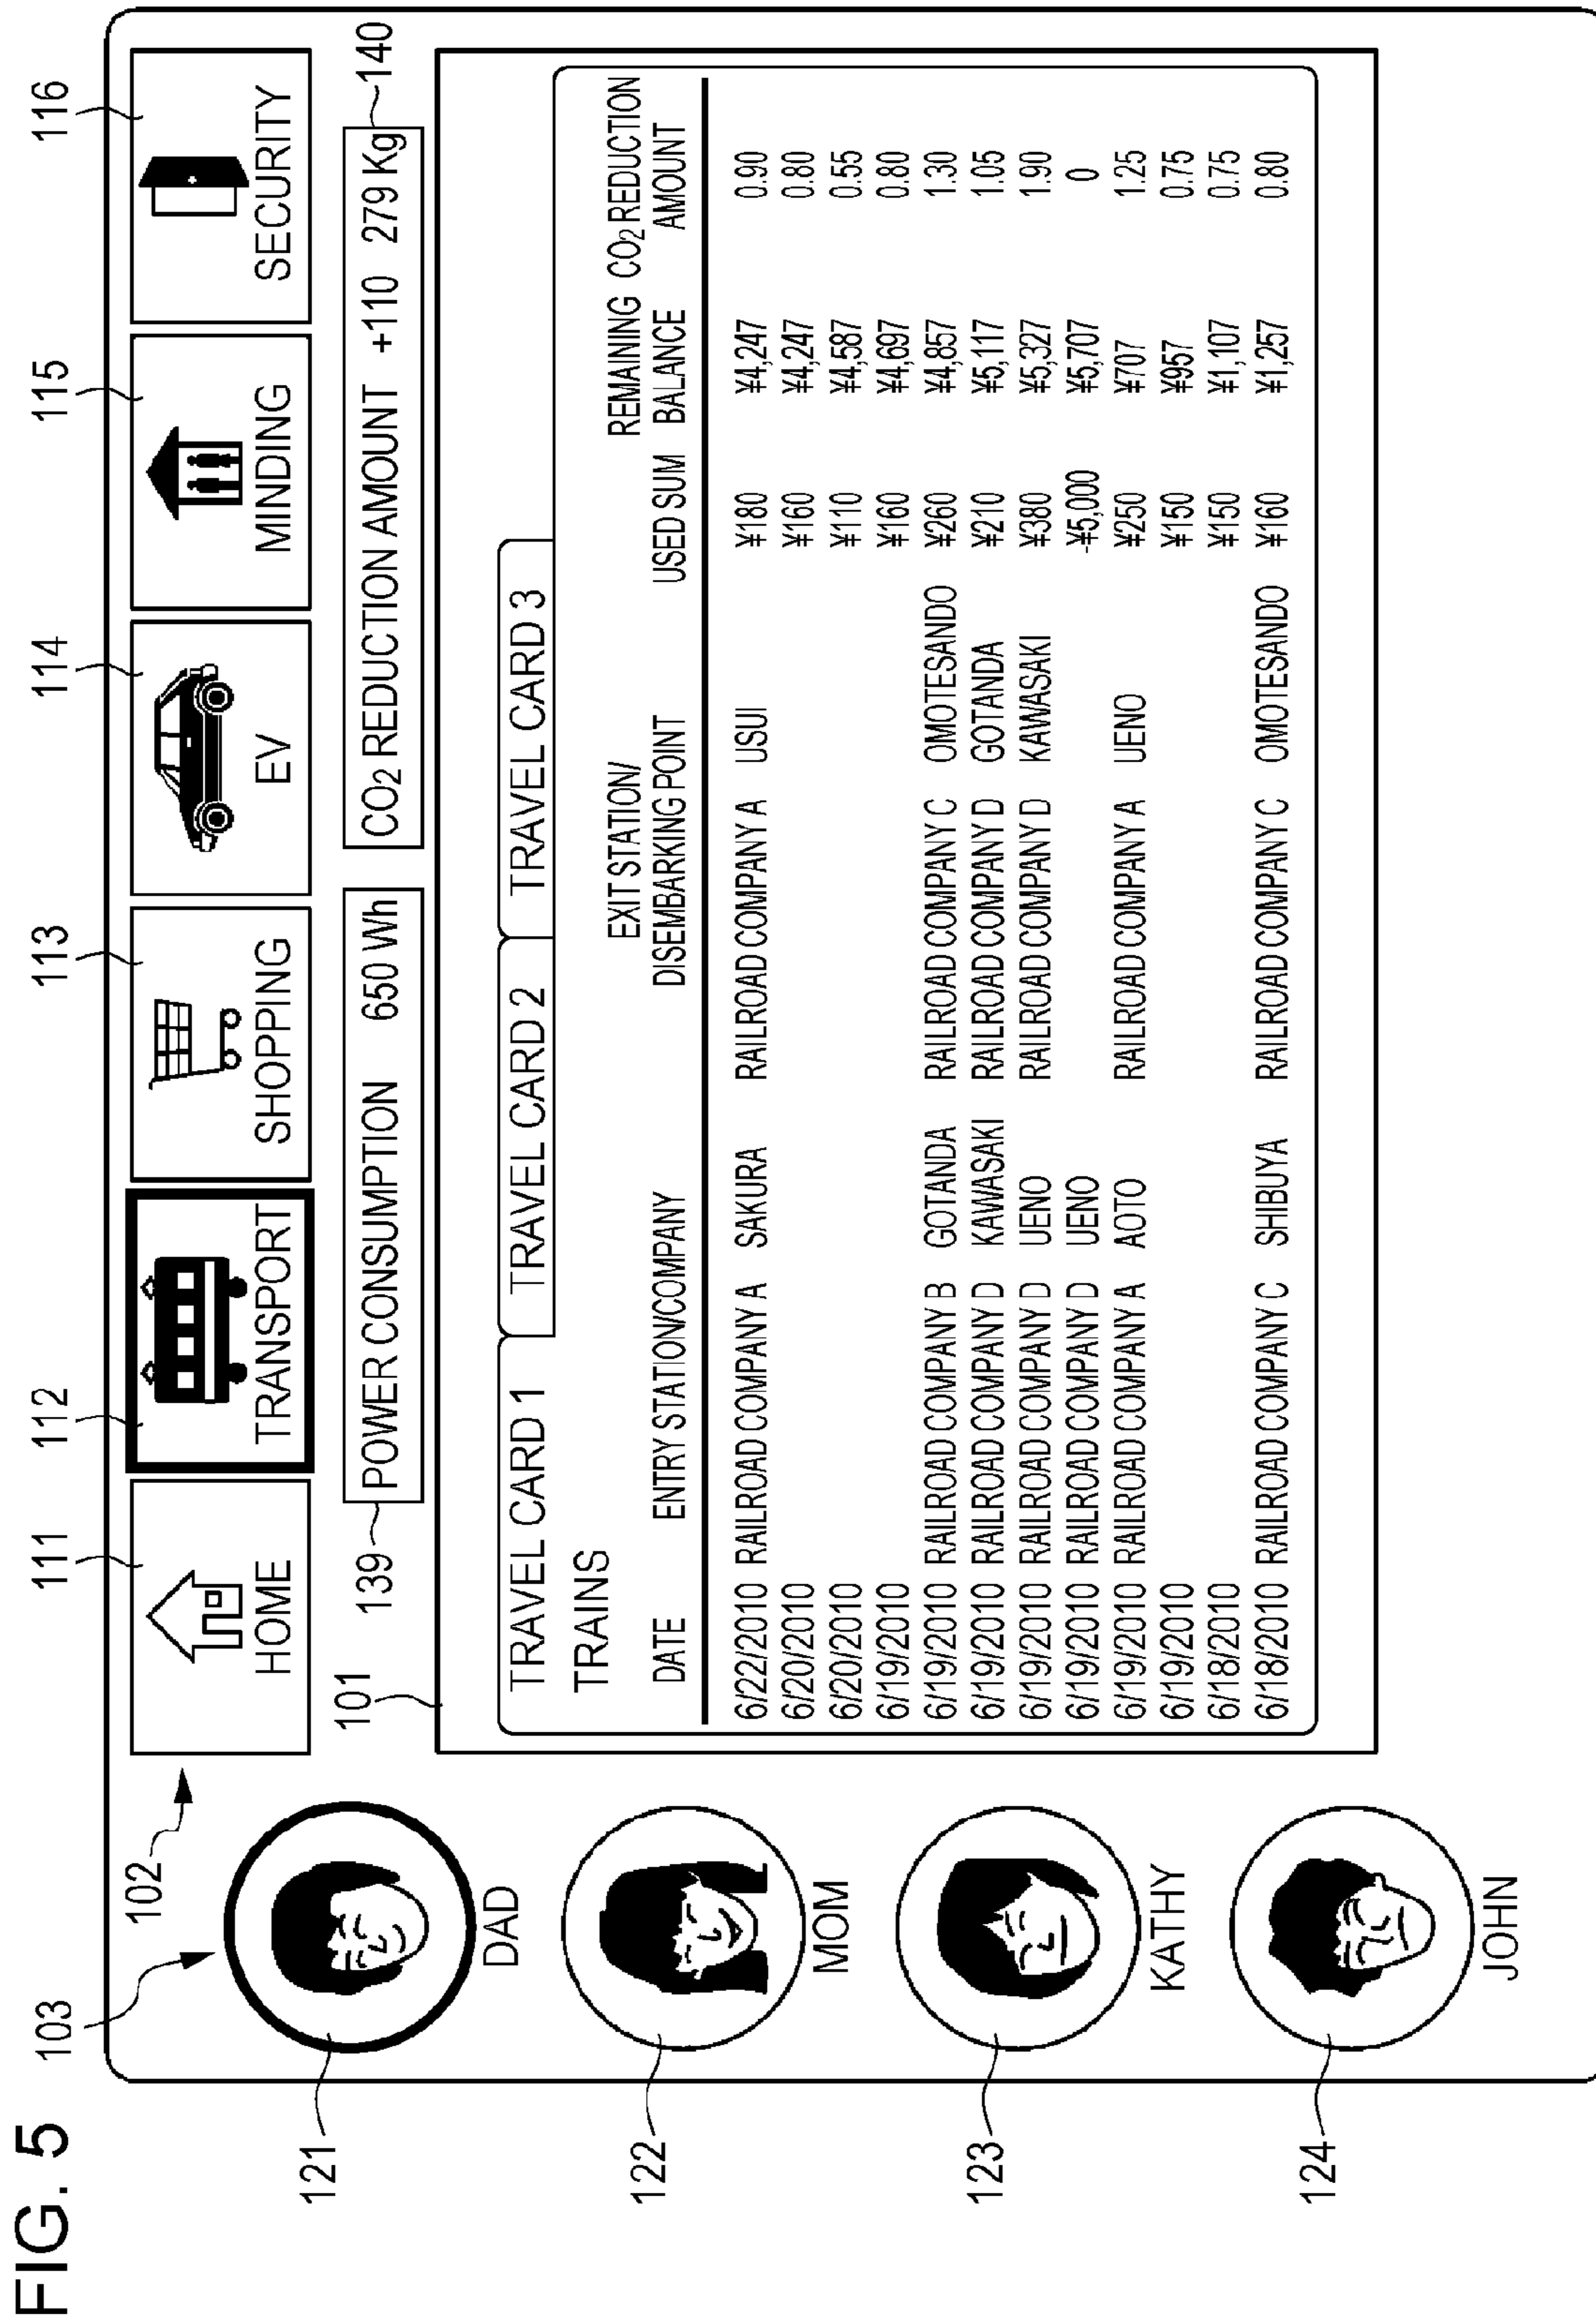 FIG. 5
103
102
111 112 113 114 115 116
HOME TRANSPORT SHOPPING EV MINDING SECURITY
101
139 POWER CONSUMPTION 650 Wh CO2 REDUCTION AMOUNT +110 279 Kg 140
121 DAD
122 MOM
123 KATHY
124 JOHN
TRAVEL CARD 1 TRAVEL CARD 2 TRAVEL CARD 3
TRAINS
EXIT STATION/ REMAINING CO2 REDUCTION
DATE ENTRY STATION/COMPANY DISEMBARKING POINT USED SUM BALANCE AMOUNT
6/22/2010 RAILROAD COMPANY A SAKURA RAILROAD COMPANY A USUI ¥180 ¥4,247 0.90
6/20/2010 ¥160 ¥4,247 0.80
6/20/2010 ¥110 ¥4,587 0.55
6/19/2010 ¥160 ¥4,697 0.80
6/19/2010 RAILROAD COMPANY B GOTANDA RAILROAD COMPANY C OMOTESANDO ¥260 ¥4,857 1.30
6/19/2010 RAILROAD COMPANY D KAWASAKI RAILROAD COMPANY D GOTANDA ¥210 ¥5,117 1.05
6/19/2010 RAILROAD COMPANY D UENO RAILROAD COMPANY D KAWASAKI ¥380 ¥5,327 1.90
6/19/2010 RAILROAD COMPANY D UENO -¥5,000 ¥5,707 0
6/19/2010 RAILROAD COMPANY A AOTO RAILROAD COMPANY A UENO ¥250 ¥707 1.25
6/19/2010 ¥150 ¥957 0.75
6/18/2010 ¥150 ¥1,107 0.75
6/18/2010 RAILROAD COMPANY C SHIBUYA RAILROAD COMPANY C OMOTESANDO ¥160 ¥1,257 0.80